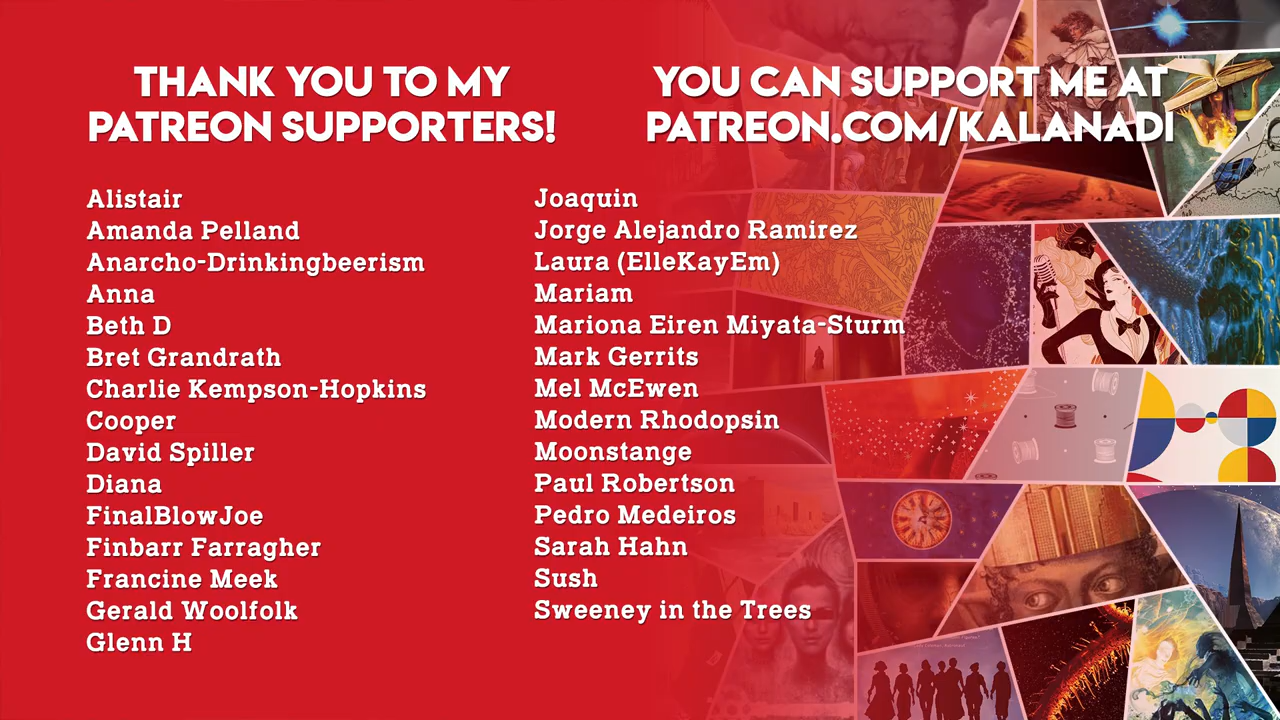 THANK YOU TO MY
PATREON SUPPORTERS!
Alistair
Amanda Pelland
Anarcho-Drinkingbeerism
Anna
Beth D
Bret Grandrath
Charlie Kempson-Hopkins
Cooper
David Spiller
Diana
FinalBlowJoe
Finbarr Farragher
Francine Meek
Gerald Woolfolk
Glenn H
YOU CAN SUPPORT ME AT
PATREON.COM/KALANADI
Joaquin
Jorge Alejandro Ramirez
Laura (ElleKayEm)
Mariam
Mariona Eiren Miyata-Sturm
Mark Gerrits
Mel McEwen
Modern Rhodopsin
Moonstange
Paul Robertson
Pedro Medeiros
Sarah Hahn
Sush
Sweeney in the Trees